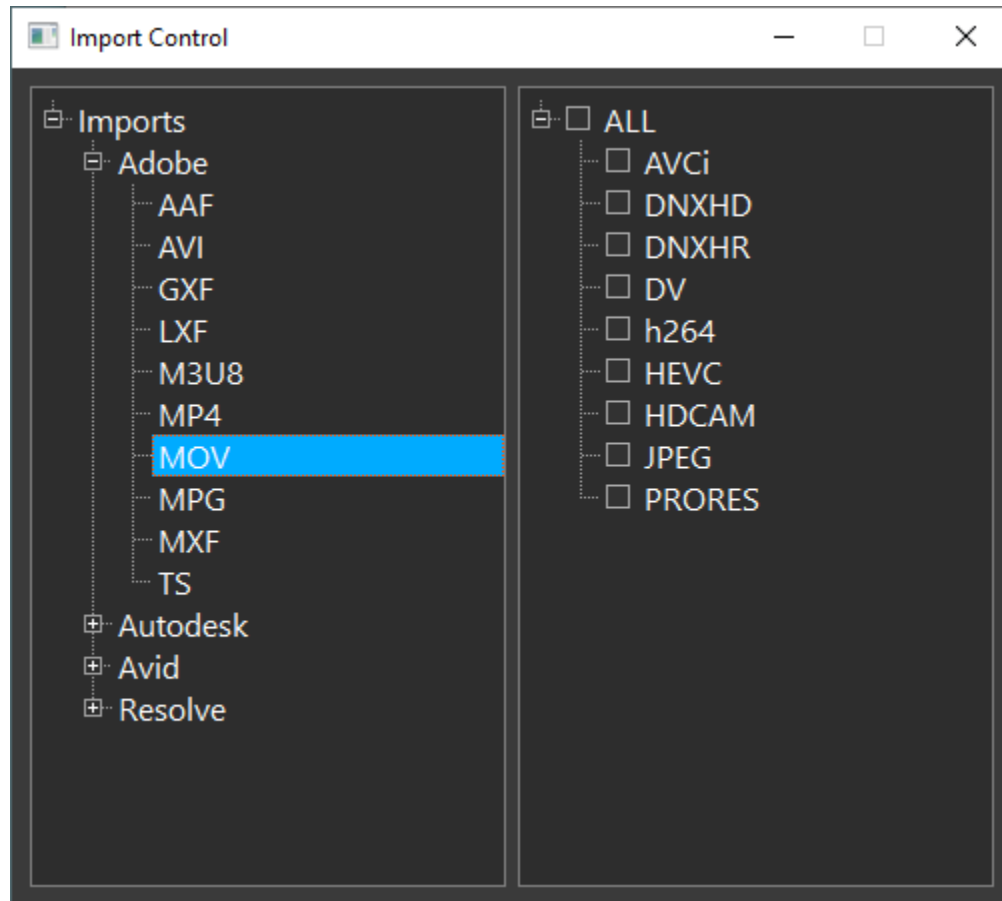 Import Control
Imports
Adobe
AAF
AVI
GXF
LXF
M3U8
MP4
MOV
MPG
MXF
TS
Autodesk
Avid
Resolve
ALL
AVCi
DNXHD
DNXHR
DV
h264
HEVC
HDCAM
JPEG
PRORES